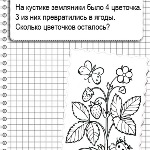 На кустике земляники было 4 цветочка.
3 из них превратились в ягоды.
Сколько цветочков осталось?